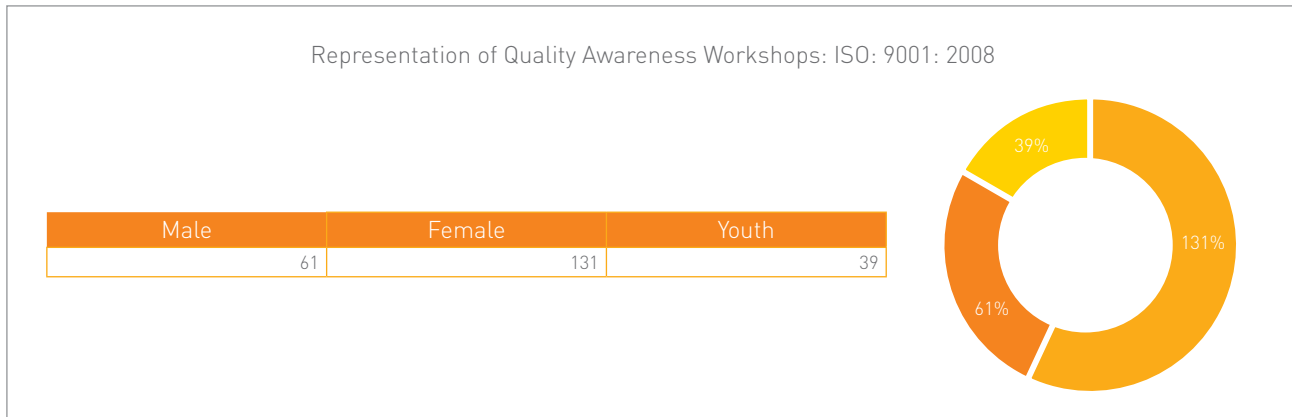 Representation of Quality Awareness Workshops: ISO: 9001: 2008
Male Female Youth
61 131 39
39%
131%
61%